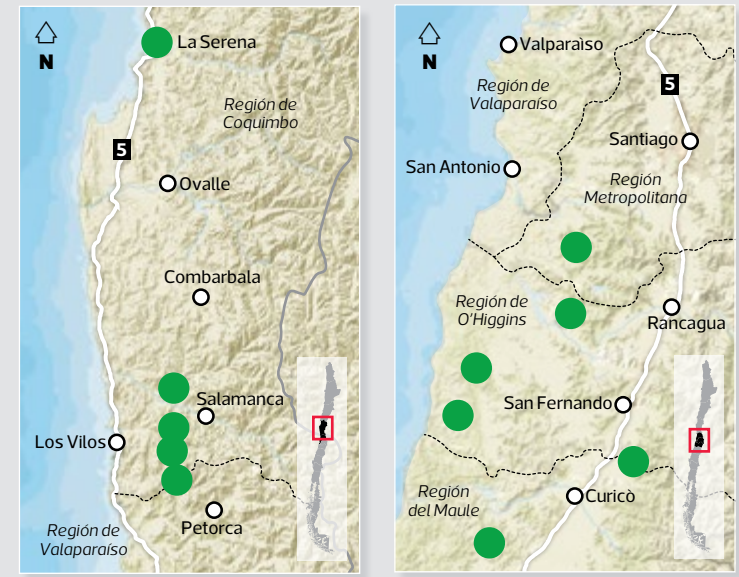 N
La Serena
Región de
Coquimbo
5
Ovalle
Combarbala
Salamanca
Los Vilos
Petorca
Región de
Valaparaíso
N
Valparaìso
Región de
Valaparaíso
5
Santiago
San Antonio
Región
Metropolitana
Región de
O'Higgins
Rancagua
San Fernando
Región
del Maule
Curicò